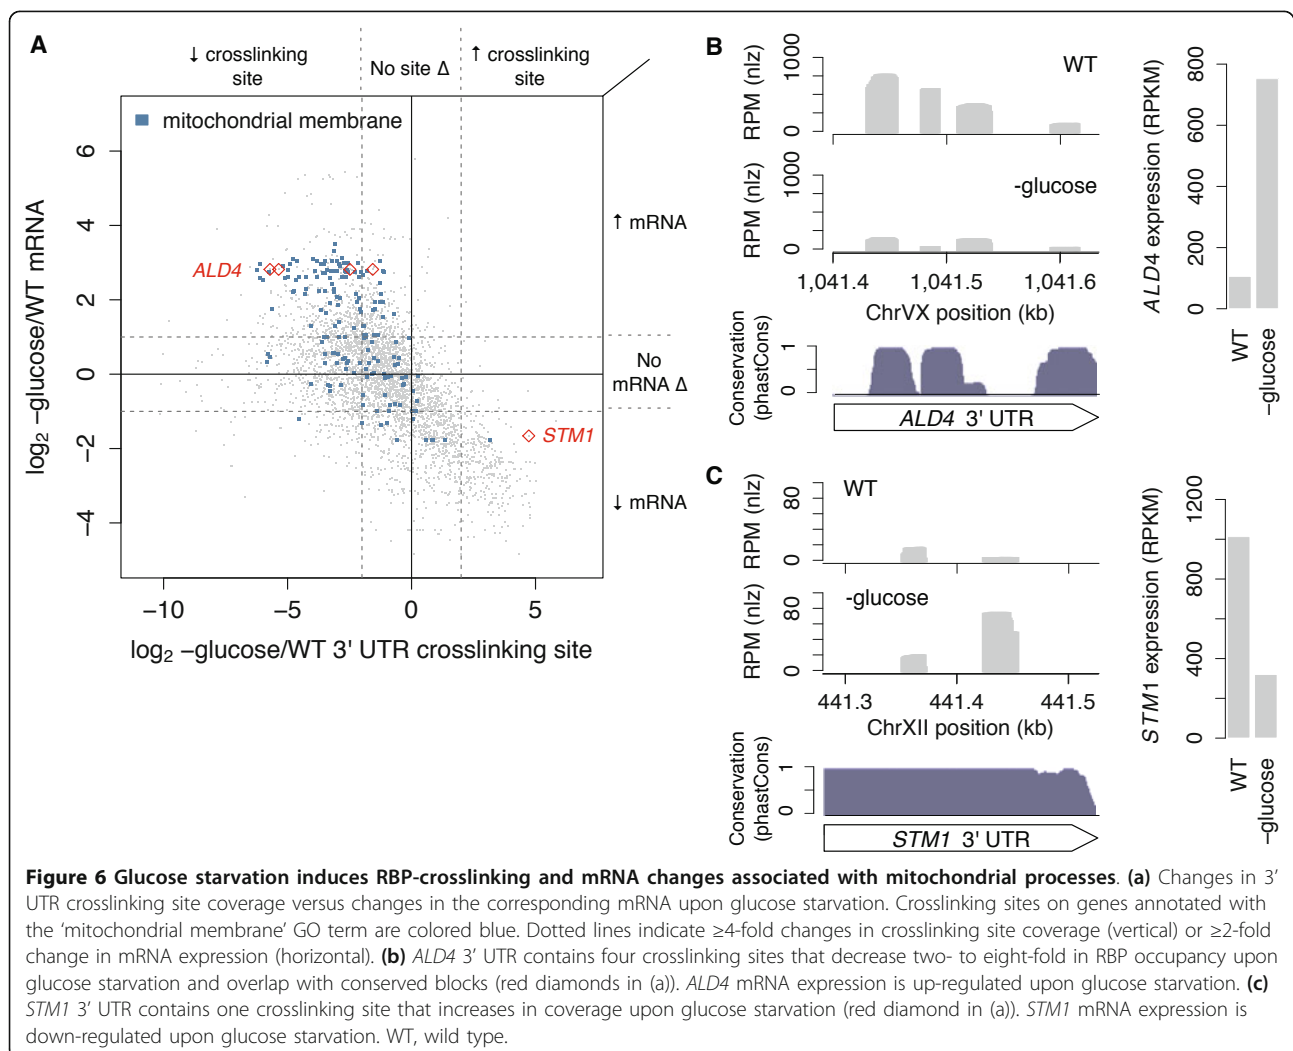 A
↓ crosslinking
site
No site Δ
↑ crosslinking
site
mitochondrial membrane
6
4
2
0
−2
−4
log2 −glucose/WT mRNA
ALD4
STM1
↑ mRNA
No
mRNA Δ
↓ mRNA
−10
−5
0
5
log2 −glucose/WT 3' UTR crosslinking site
B
RPM (nlz)
1000
0
WT
RPM (nlz)
1000
0
-glucose
1,041.4
1,041.5
1,041.6
ChrVX position (kb)
Conservation
(phastCons)
1
0
ALD4 3' UTR
ALD4 expression (RPKM)
800
600
400
200
0
WT
−glucose
C
RPM (nlz)
80
0
WT
RPM (nlz)
80
0
-glucose
441.3
441.4
441.5
ChrXII position (kb)
Conservation
(phastCons)
1
0
STM1 3' UTR
STM1 expression (RPKM)
1200
800
400
0
WT
−glucose
Figure 6 Glucose starvation induces RBP-crosslinking and mRNA changes associated with mitochondrial processes. (a) Changes in 3'
UTR crosslinking site coverage versus changes in the corresponding mRNA upon glucose starvation. Crosslinking sites on genes annotated with
the 'mitochondrial membrane' GO term are colored blue. Dotted lines indicate ≥4-fold changes in crosslinking site coverage (vertical) or ≥2-fold
change in mRNA expression (horizontal). (b) ALD4 3' UTR contains four crosslinking sites that decrease two- to eight-fold in RBP occupancy upon
glucose starvation and overlap with conserved blocks (red diamonds in (a)). ALD4 mRNA expression is up-regulated upon glucose starvation. (c)
STM1 3' UTR contains one crosslinking site that increases in coverage upon glucose starvation (red diamond in (a)). STM1 mRNA expression is
down-regulated upon glucose starvation. WT, wild type.